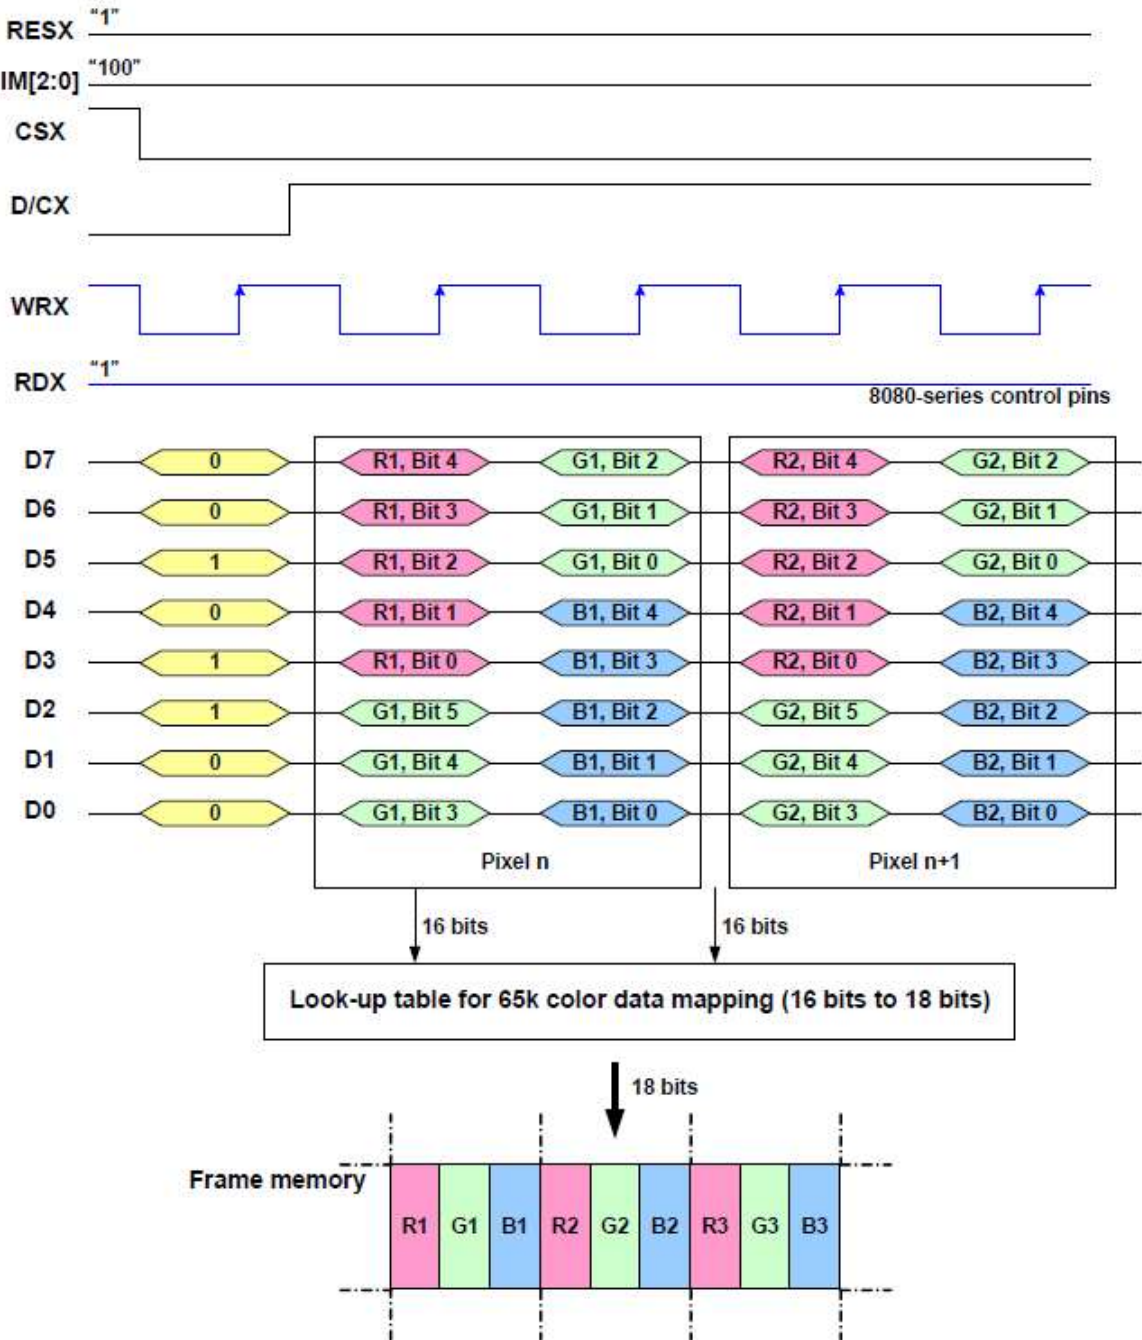 RESX "1"
IM[2:0] "100"
CSX
D/CX
WRX
RDX "1"
8080-series control pins
D7 0 R1, Bit 4 G1, Bit 2 R2, Bit 4 G2, Bit 2
D6 0 R1, Bit 3 G1, Bit 1 R2, Bit 3 G2, Bit 1
D5 1 R1, Bit 2 G1, Bit 0 R2, Bit 2 G2, Bit 0
D4 0 R1, Bit 1 B1, Bit 4 R2, Bit 1 B2, Bit 4
D3 1 R1, Bit 0 B1, Bit 3 R2, Bit 0 B2, Bit 3
D2 1 G1, Bit 5 B1, Bit 2 G2, Bit 5 B2, Bit 2
D1 0 G1, Bit 4 B1, Bit 1 G2, Bit 4 B2, Bit 1
D0 0 G1, Bit 3 B1, Bit 0 G2, Bit 3 B2, Bit 0
Pixel n Pixel n+1
16 bits 16 bits
Look-up table for 65k color data mapping (16 bits to 18 bits)
18 bits
Frame memory
R1 G1 B1 R2 G2 B2 R3 G3 B3